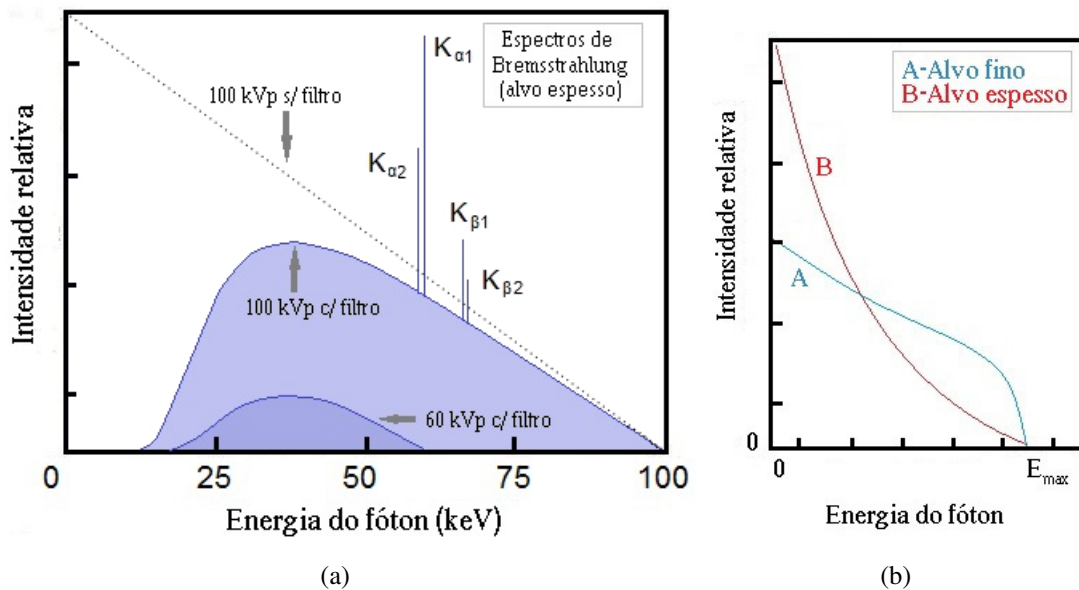 Intensidade relativa
100 kVp s/ filtro
100 kVp c/ filtro
60 kVp c/ filtro
Kα1
Kα2
Kβ1
Kβ2
Espectros de
Bremsstrahlung
(alvo espesso)
0 25 50 75 100
Energia do fóton (keV)
(a)
Intensidade relativa
A-Alvo fino
B-Alvo espesso
B
A
0
0 Emax
Energia do fóton
(b)